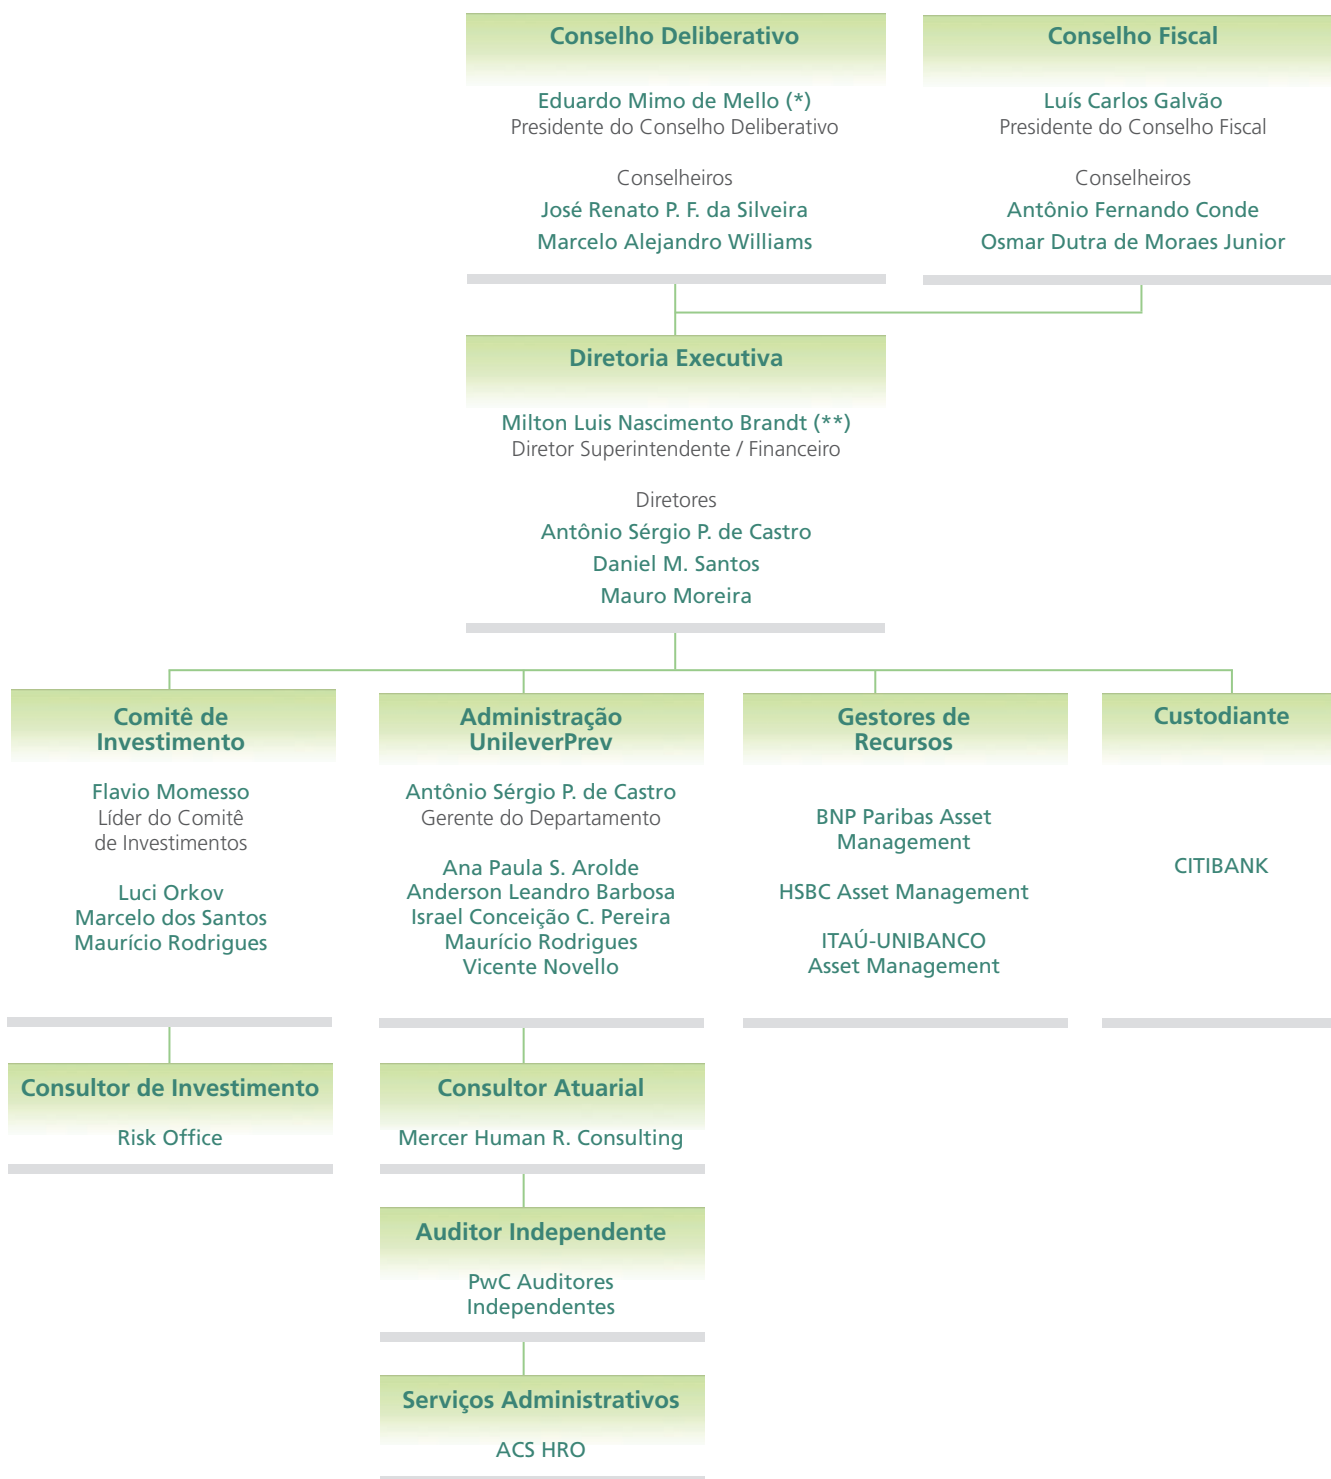 Conselho Deliberativo
Eduardo Mimo de Mello (*)
Presidente do Conselho Deliberativo
Conselheiros
José Renato P. F. da Silveira
Marcelo Alejandro Williams
Conselho Fiscal
Luís Carlos Galvão
Presidente do Conselho Fiscal
Conselheiros
Antônio Fernando Conde
Osmar Dutra de Moraes Junior
Diretoria Executiva
Milton Luis Nascimento Brandt (**)
Diretor Superintendente / Financeiro
Diretores
Antônio Sérgio P. de Castro
Daniel M. Santos
Mauro Moreira
Comitê de
Investimento
Flavio Momesso
Líder do Comitê
de Investimentos
Luci Orkov
Marcelo dos Santos
Maurício Rodrigues
Consultor de Investimento
Risk Office
Administração
UnileverPrev
Antônio Sérgio P. de Castro
Gerente do Departamento
Ana Paula S. Arolde
Anderson Leandro Barbosa
Israel Conceição C. Pereira
Maurício Rodrigues
Vicente Novello
Consultor Atuarial
Mercer Human R. Consulting
Auditor Independente
PwC Auditores
Independentes
Serviços Administrativos
ACS HRO
Gestores de
Recursos
BNP Paribas Asset
Management
HSBC Asset Management
ITAÚ-UNIBANCO
Asset Management
Custodiante
CITIBANK